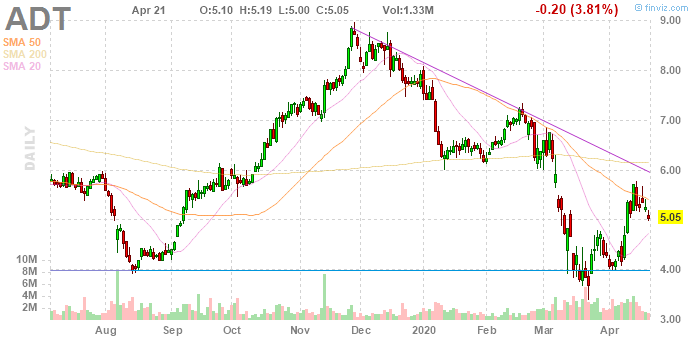 © finviz.com
ADT Apr 21 O:5.10 H:5.19 L:5.00 C:5.05 Vol:1.33M -0.20 (3.81%)
SMA 50
SMA 200
SMA 20
DAILY
9.00
8.00
7.00
6.00
5.05
4.00
3.00
10M
8M
6M
4M
2M
Aug Sep Oct Nov Dec 2020 Feb Mar Apr